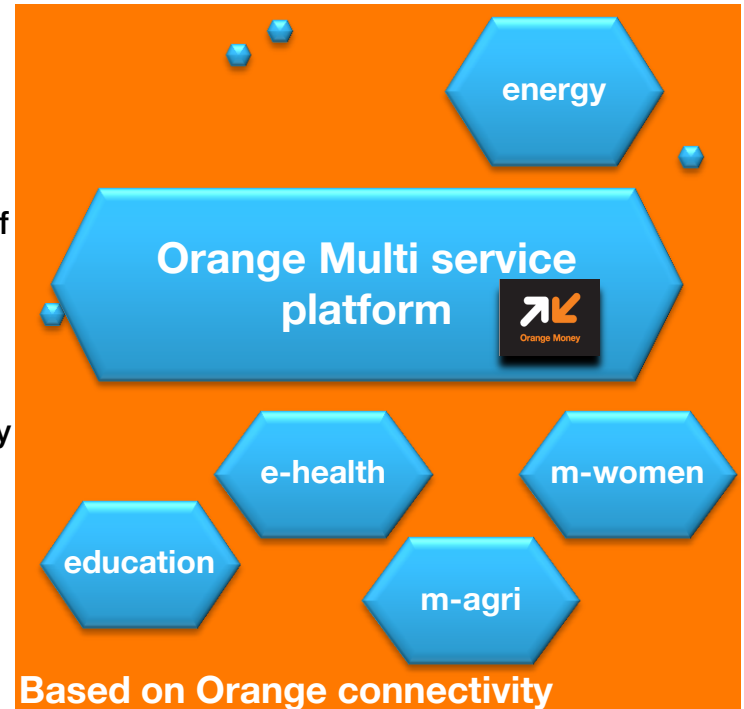 energy
f
Orange Multi service
platform
Orange Money
y
e-health
m-women
education
m-agri
Based on Orange connectivity